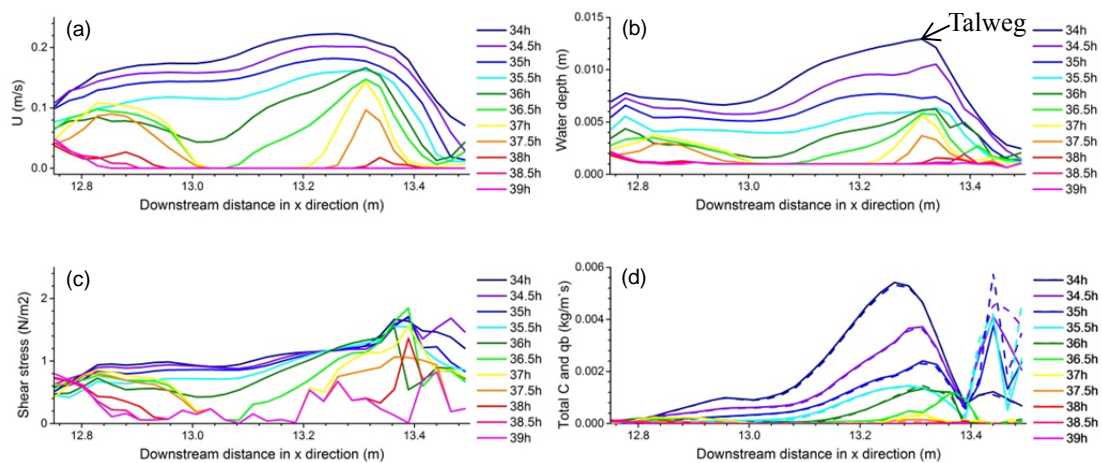 (a)
U (m/s)
0.2
0.1
0.0
12.8
13.0
13.2
13.4
Downstream distance in x direction (m)
34h
34.5h
35h
35.5h
36h
36.5h
37h
37.5h
38h
38.5h
39h
(b)
Talweg
Water depth (m)
0.015
0.010
0.005
0.000
12.8
13.0
13.2
13.4
Downstream distance in x direction (m)
34h
34.5h
35h
35.5h
36h
36.5h
37h
37.5h
38h
38.5h
39h
(c)
Shear stress (N/m2)
2
1
0
12.8
13.0
13.2
13.4
Downstream distance in x direction (m)
34h
34.5h
35h
35.5h
36h
36.5h
37h
37.5h
38h
38.5h
39h
(d)
Total C and qb (kg/m`s)
0.006
0.004
0.002
0.000
12.8
13.0
13.2
13.4
Downstream distance in x direction (m)
34h
34.5h
35h
35.5h
36h
36.5h
37h
37.5h
38h
38.5h
39h